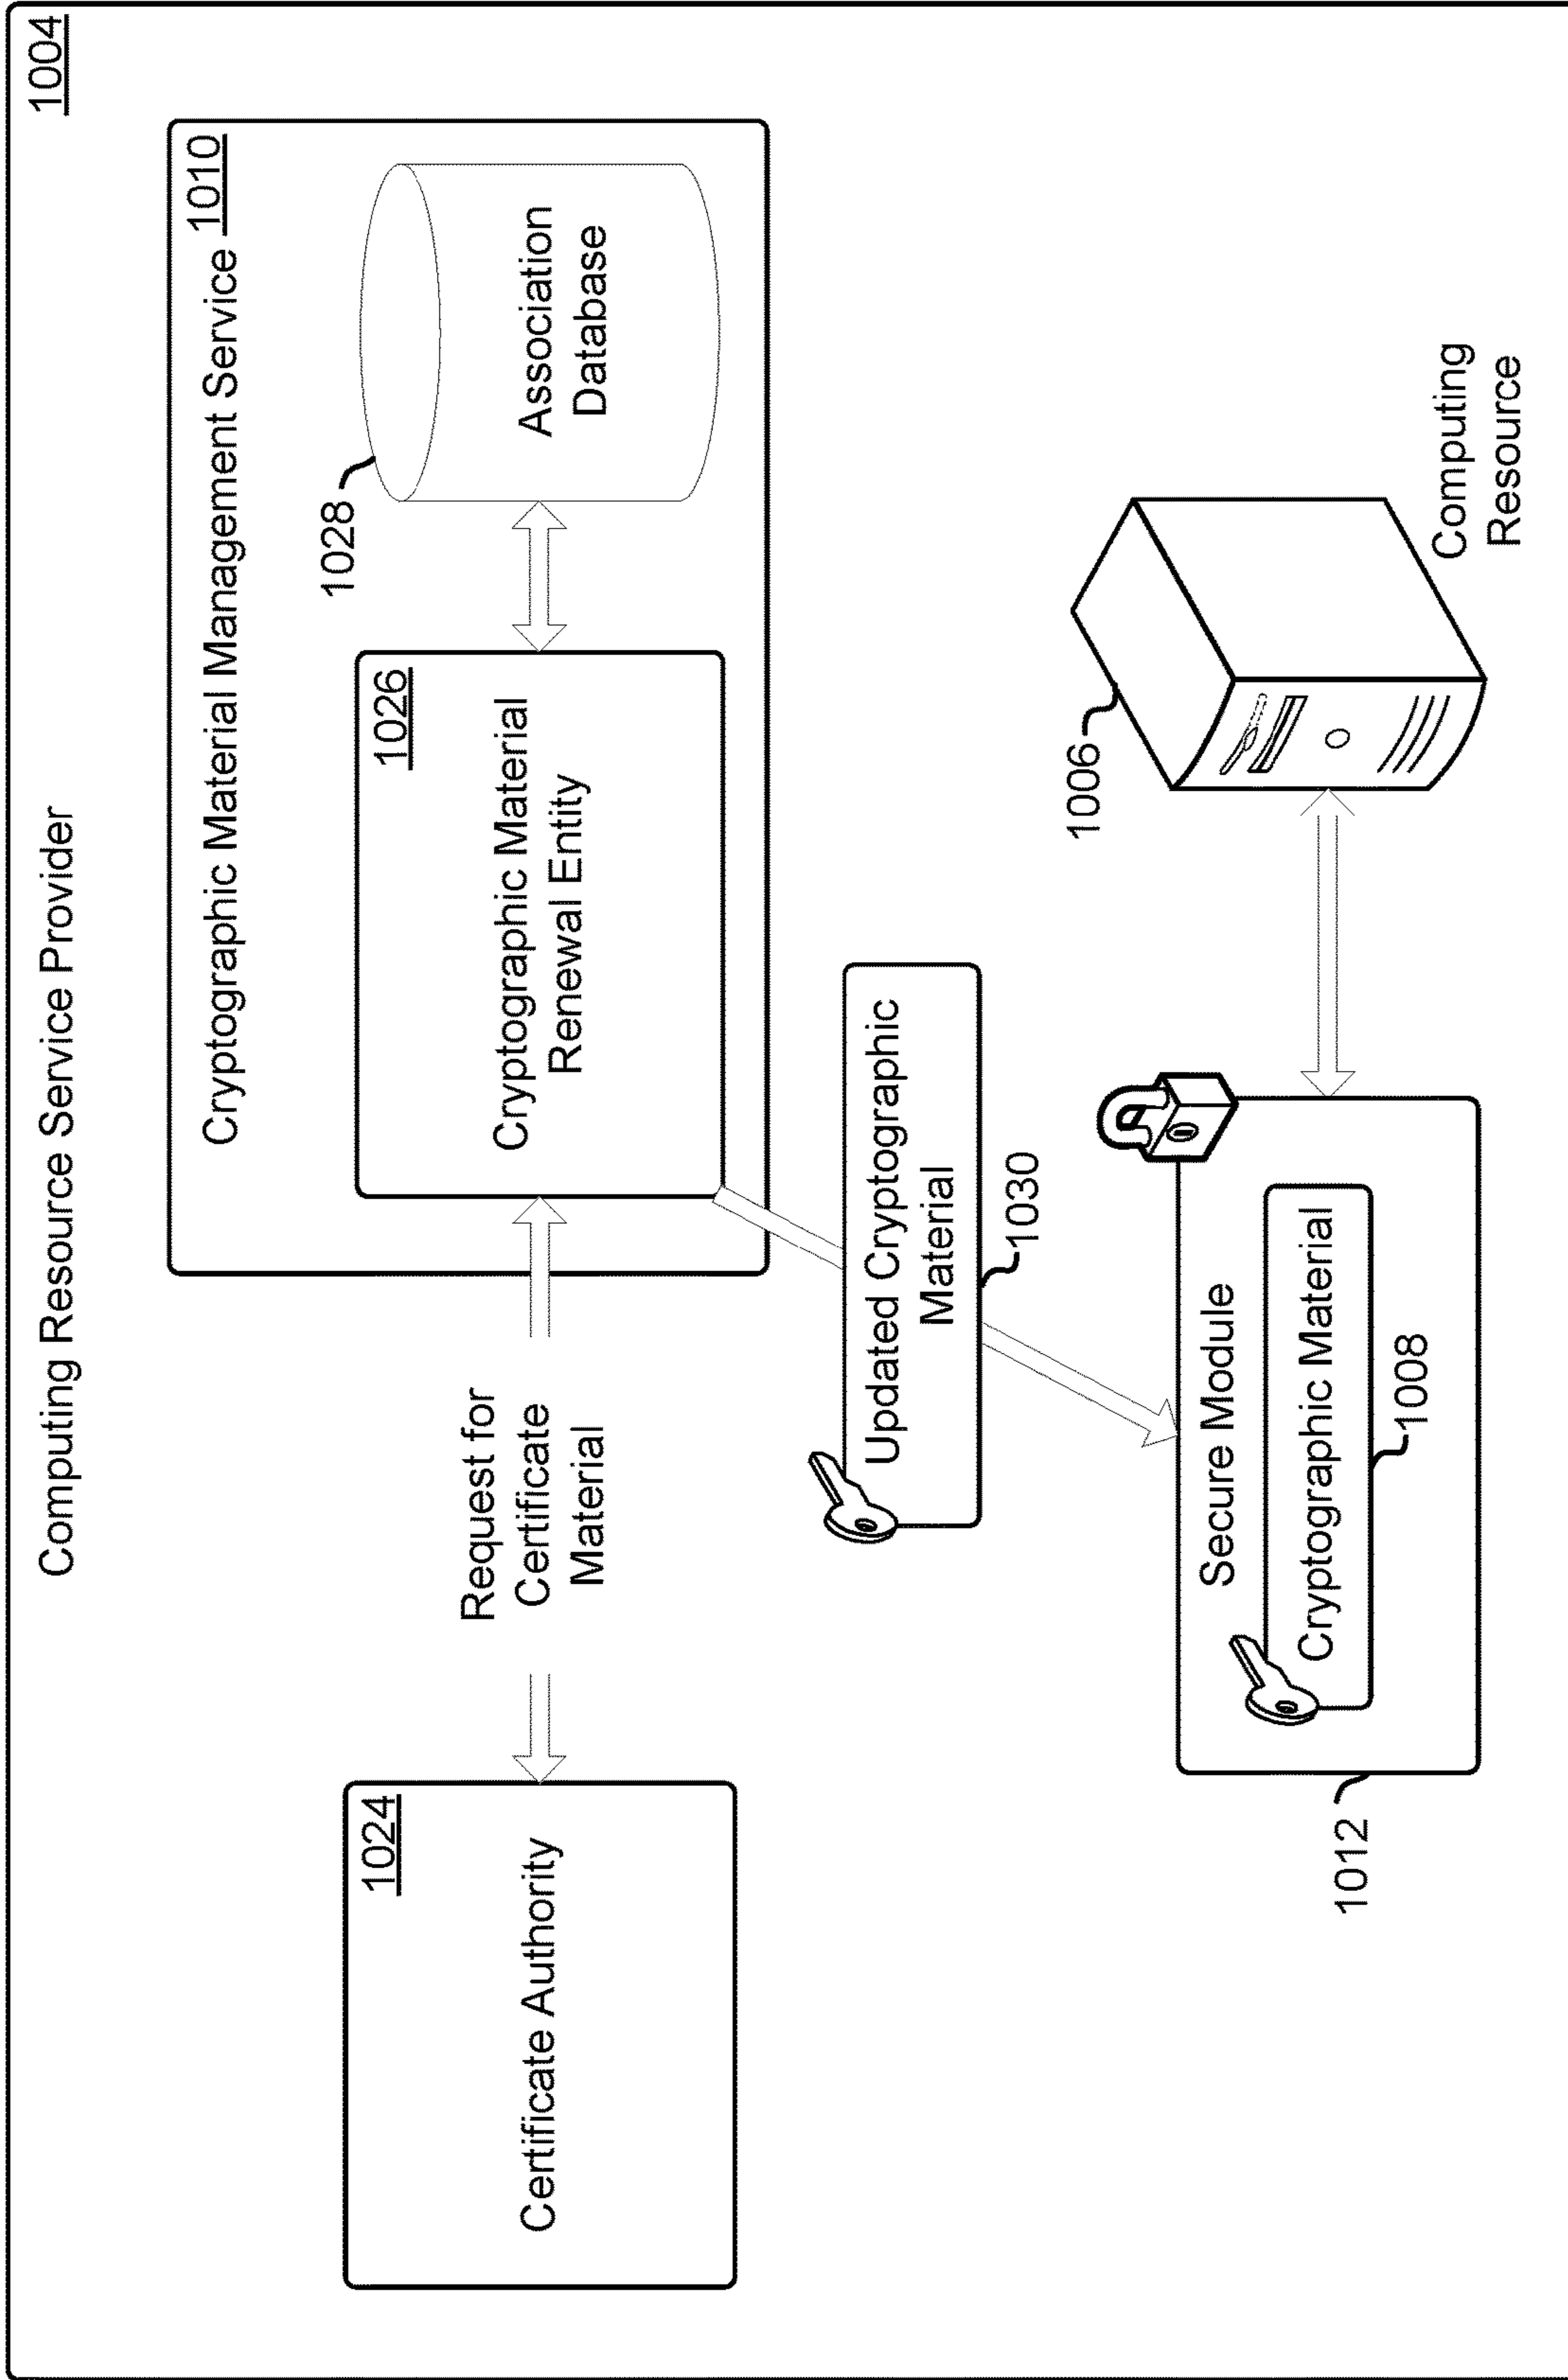 Computing Resource Service Provider
1004
Cryptographic Material Management Service 1010
1024
Certificate Authority
Request for
Certificate
Material
1026
Cryptographic Material
Renewal Entity
1028
Association
Database
Updated Cryptographic
Material
1030
Secure Module
Cryptographic Material
1008
1012
1006
Computing
Resource